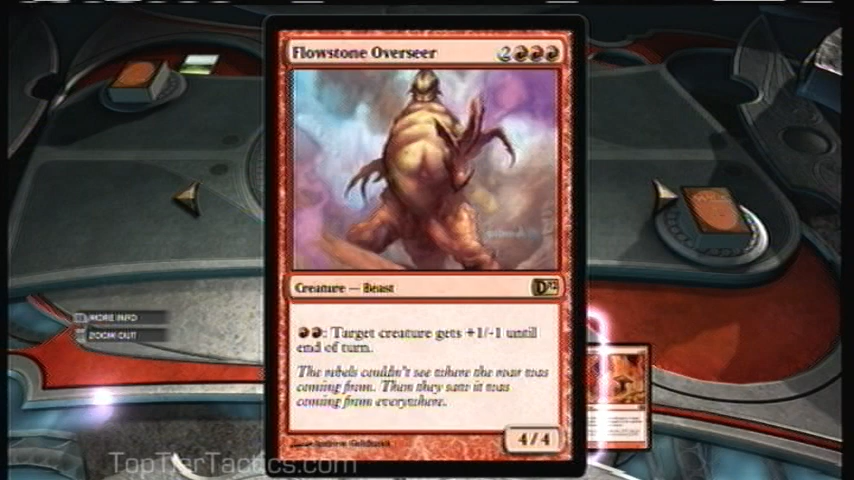 Flowstone Overseer 2
Creature — Beast
D12
: Target creature gets +1/-1 until
end of turn.
The rebels couldn't see where the roar was
coming from. Then they saw it was
coming from everywhere.
4/4
MORE INFO
ZOOM OUT
TopTierTactics.com